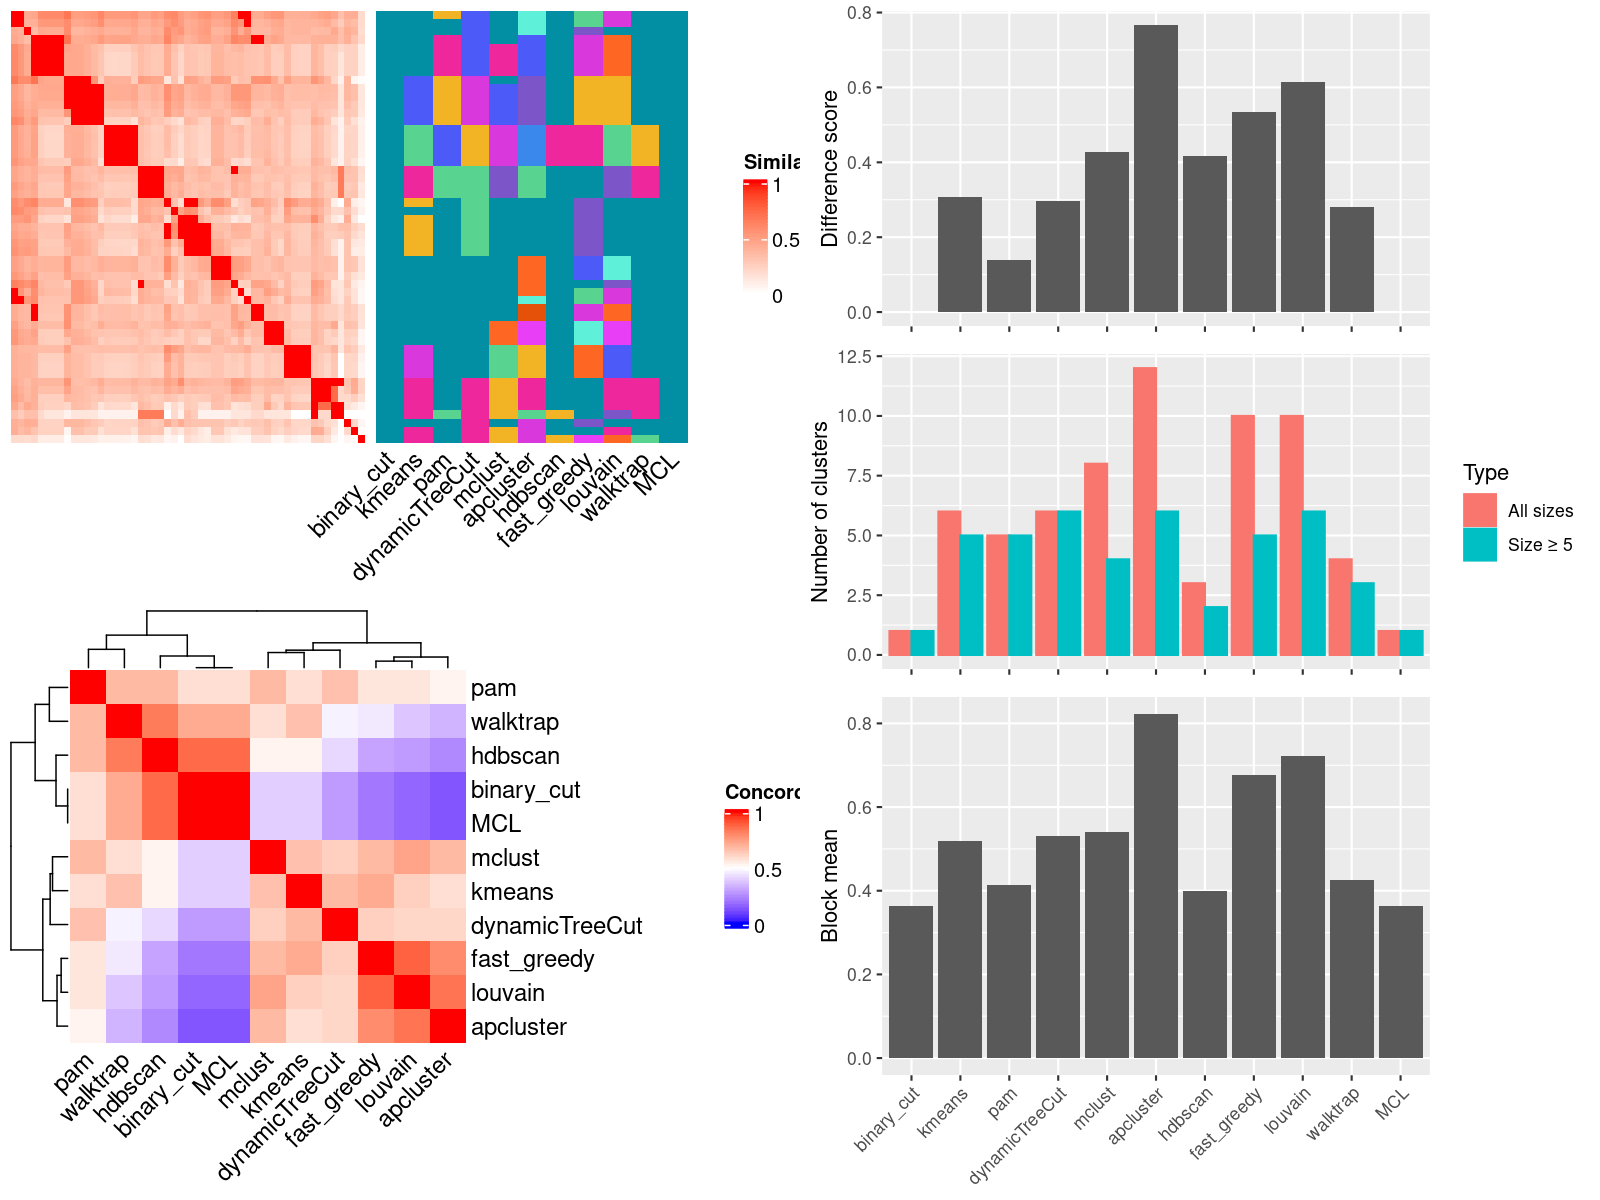 Simila
1
0.5
0
binary_cut
kmeans
pam
dynamicTreeCut
mclust
apcluster
hdbscan
fast_greedy
louvain
walktrap
MCL
pam
walktrap
hdbscan
binary_cut
MCL
mclust
kmeans
dynamicTreeCut
fast_greedy
louvain
apcluster
pam
walktrap
hdbscan
binary_cut
MCL
mclust
kmeans
dynamicTreeCut
fast_greedy
louvain
apcluster
Concord
1
0.5
0
Difference score
0.8
0.6
0.4
0.2
0.0
Number of clusters
12.5
10.0
7.5
5.0
2.5
0.0
Type
All sizes
Size ≥ 5
Block mean
0.8
0.6
0.4
0.2
0.0
binary_cut
kmeans
pam
dynamicTreeCut
mclust
apcluster
hdbscan
fast_greedy
louvain
walktrap
MCL